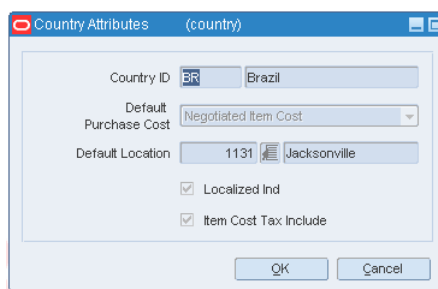 Country Attributes (country)
Country ID BR Brazil
Default Purchase Cost Negotiated Item Cost
Default Location 1131 Jacksonville
Localized Ind
Item Cost Tax Include
OK Cancel